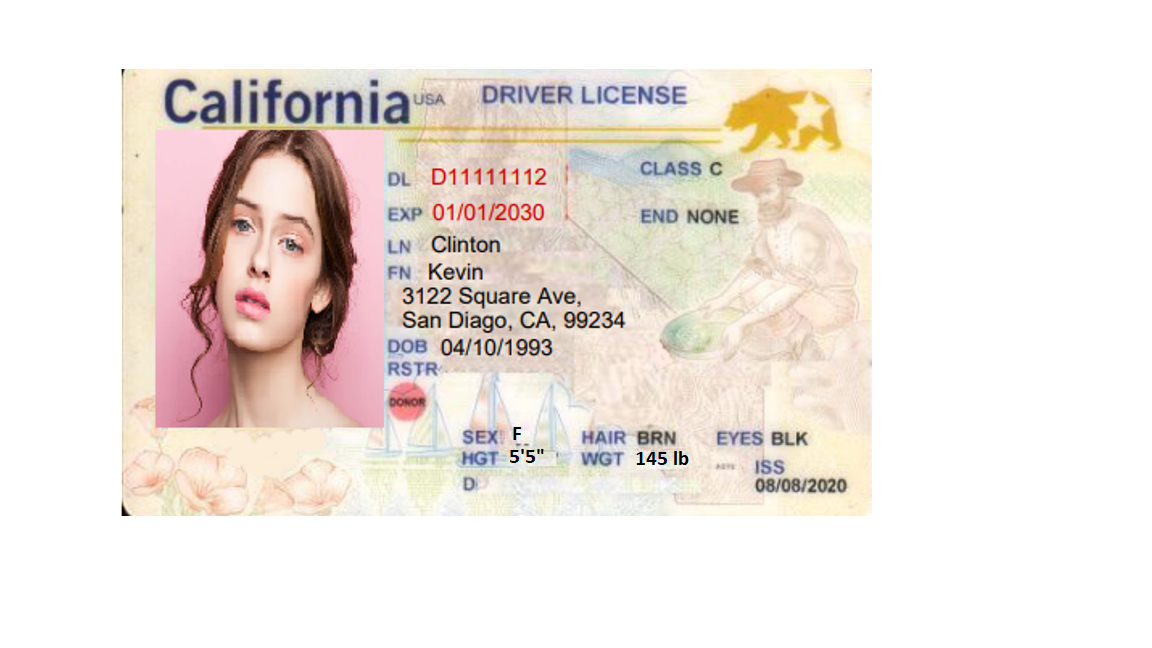 California USA DRIVER LICENSE
DL D11111112 CLASS C
EXP 01/01/2030 END NONE
LN Clinton
FN Kevin
3122 Square Ave,
San Diago, CA, 99234
DOB 04/10/1993
RSTR
DONOR
SEX F HAIR BRN EYES BLK
HGT 5'5" WGT 145 lb ISS
D 08/08/2020